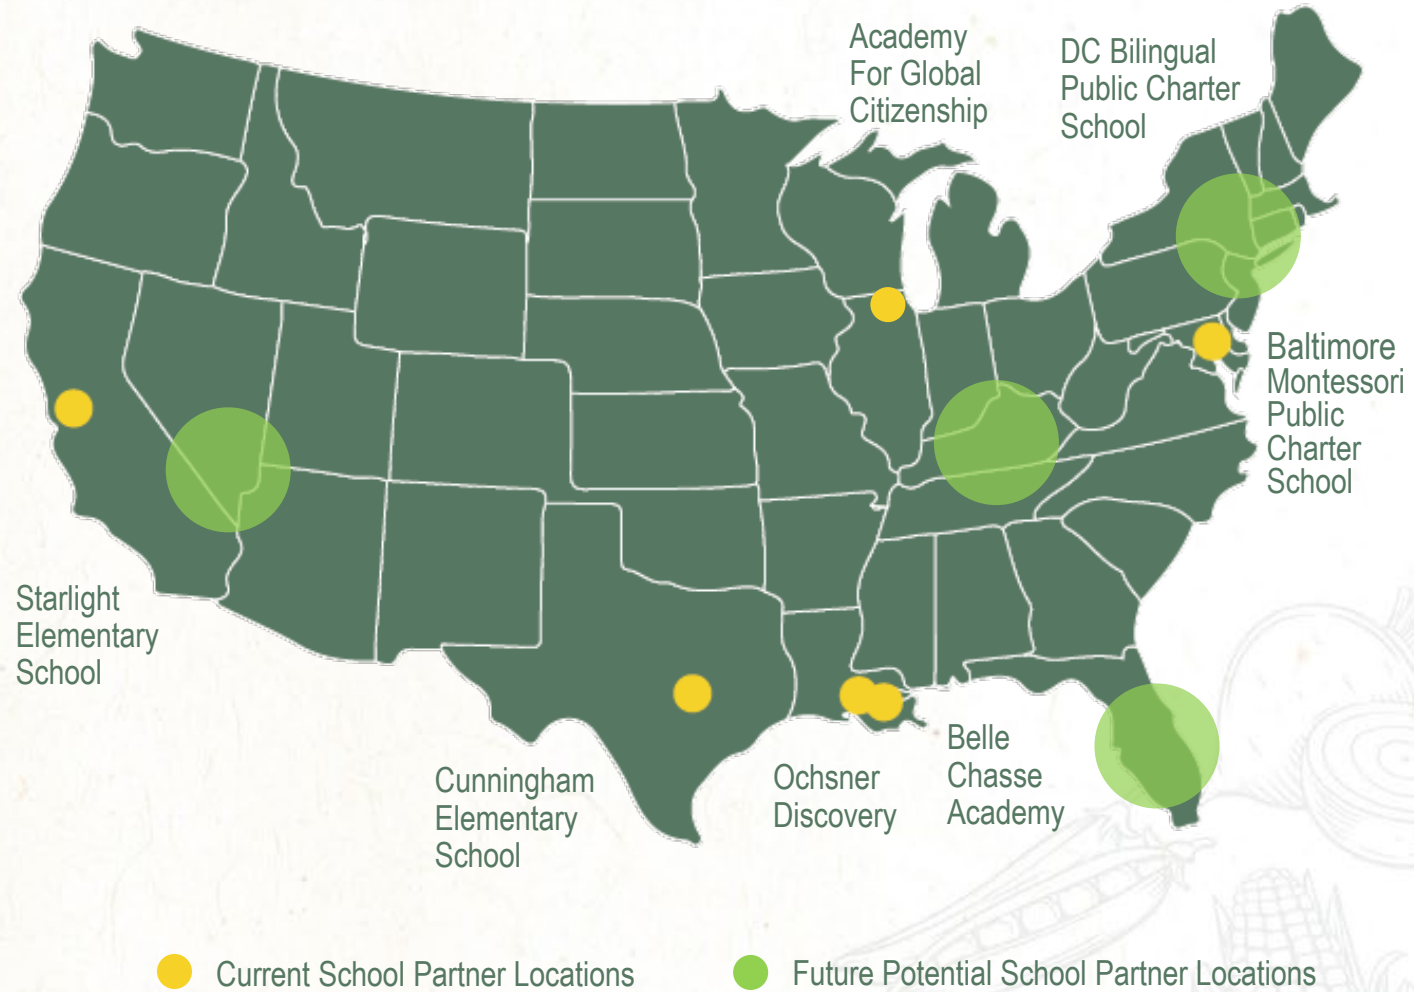 Academy
For Global
Citizenship
DC Bilingual
Public Charter
School
Baltimore
Montessori
Public
Charter
School
Starlight
Elementary
School
Cunningham
Elementary
School
Ochsner
Discovery
Belle
Chasse
Academy
Current School Partner Locations
Future Potential School Partner Locations